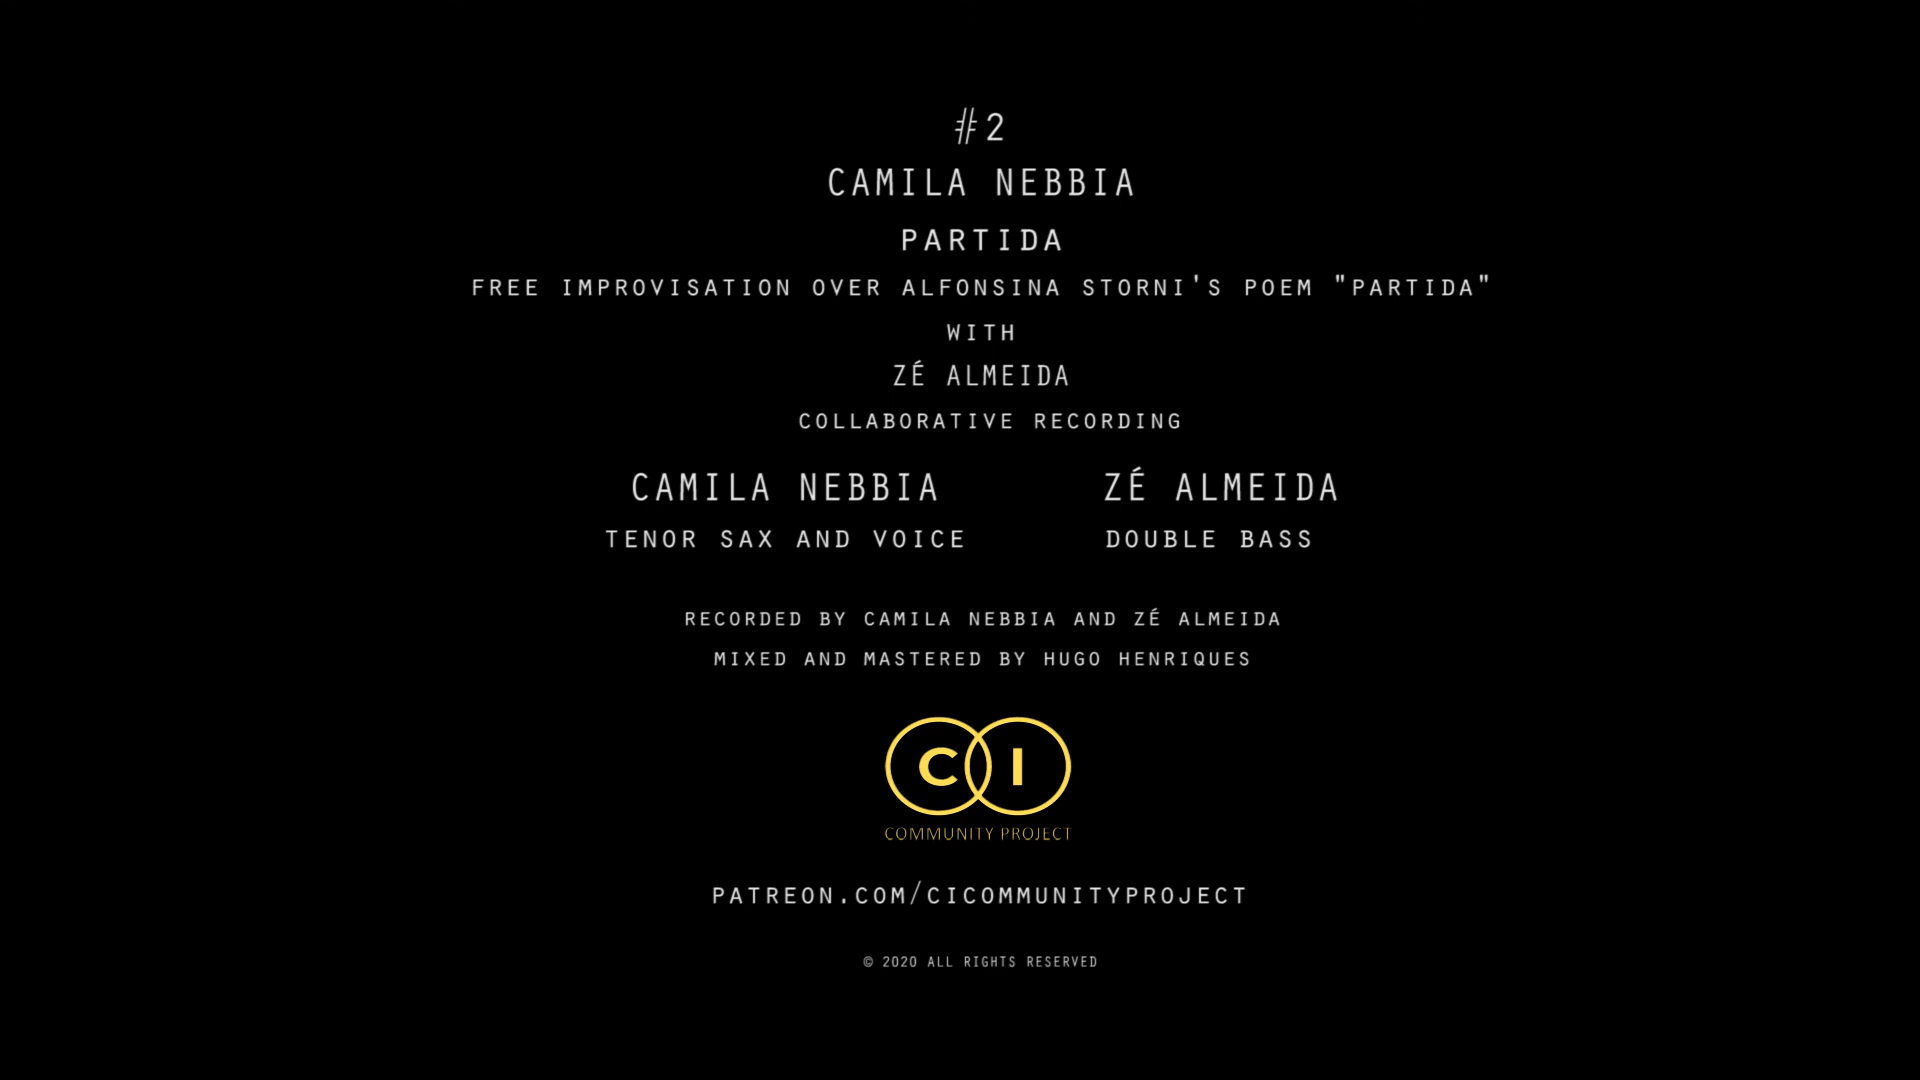 #2
CAMILA NEBBIA
PARTIDA
FREE IMPROVISATION OVER ALFONSINA STORNI'S POEM "PARTIDA"
WITH
ZÉ ALMEIDA
COLLABORATIVE RECORDING
CAMILA NEBBIA ZÉ ALMEIDA
TENOR SAX AND VOICE DOUBLE BASS
RECORDED BY CAMILA NEBBIA AND ZÉ ALMEIDA
MIXED AND MASTERED BY HUGO HENRIQUES
C I
COMMUNITY PROJECT
PATREON.COM/CICOMMUNITYPROJECT
© 2020 ALL RIGHTS RESERVED